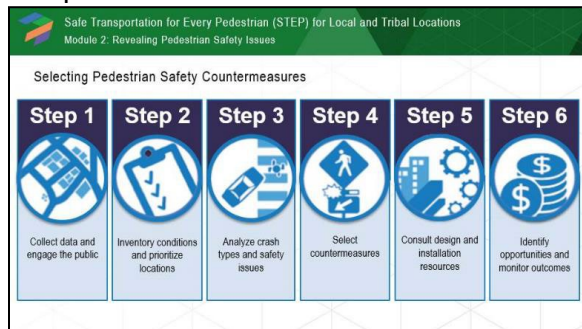 Safe Transportation for Every Pedestrian (STEP) for Local and Tribal Locations
Module 2: Revealing Pedestrian Safety Issues
Selecting Pedestrian Safety Countermeasures
Step 1
Collect data and
engage the public
Step 2
Inventory conditions
and prioritize
locations
Step 3
Analyze crash
types and safety
issues
Step 4
Select
countermeasures
Step 5
Consult design and
installation
resources
Step 6
Identify
opportunities and
monitor outcomes